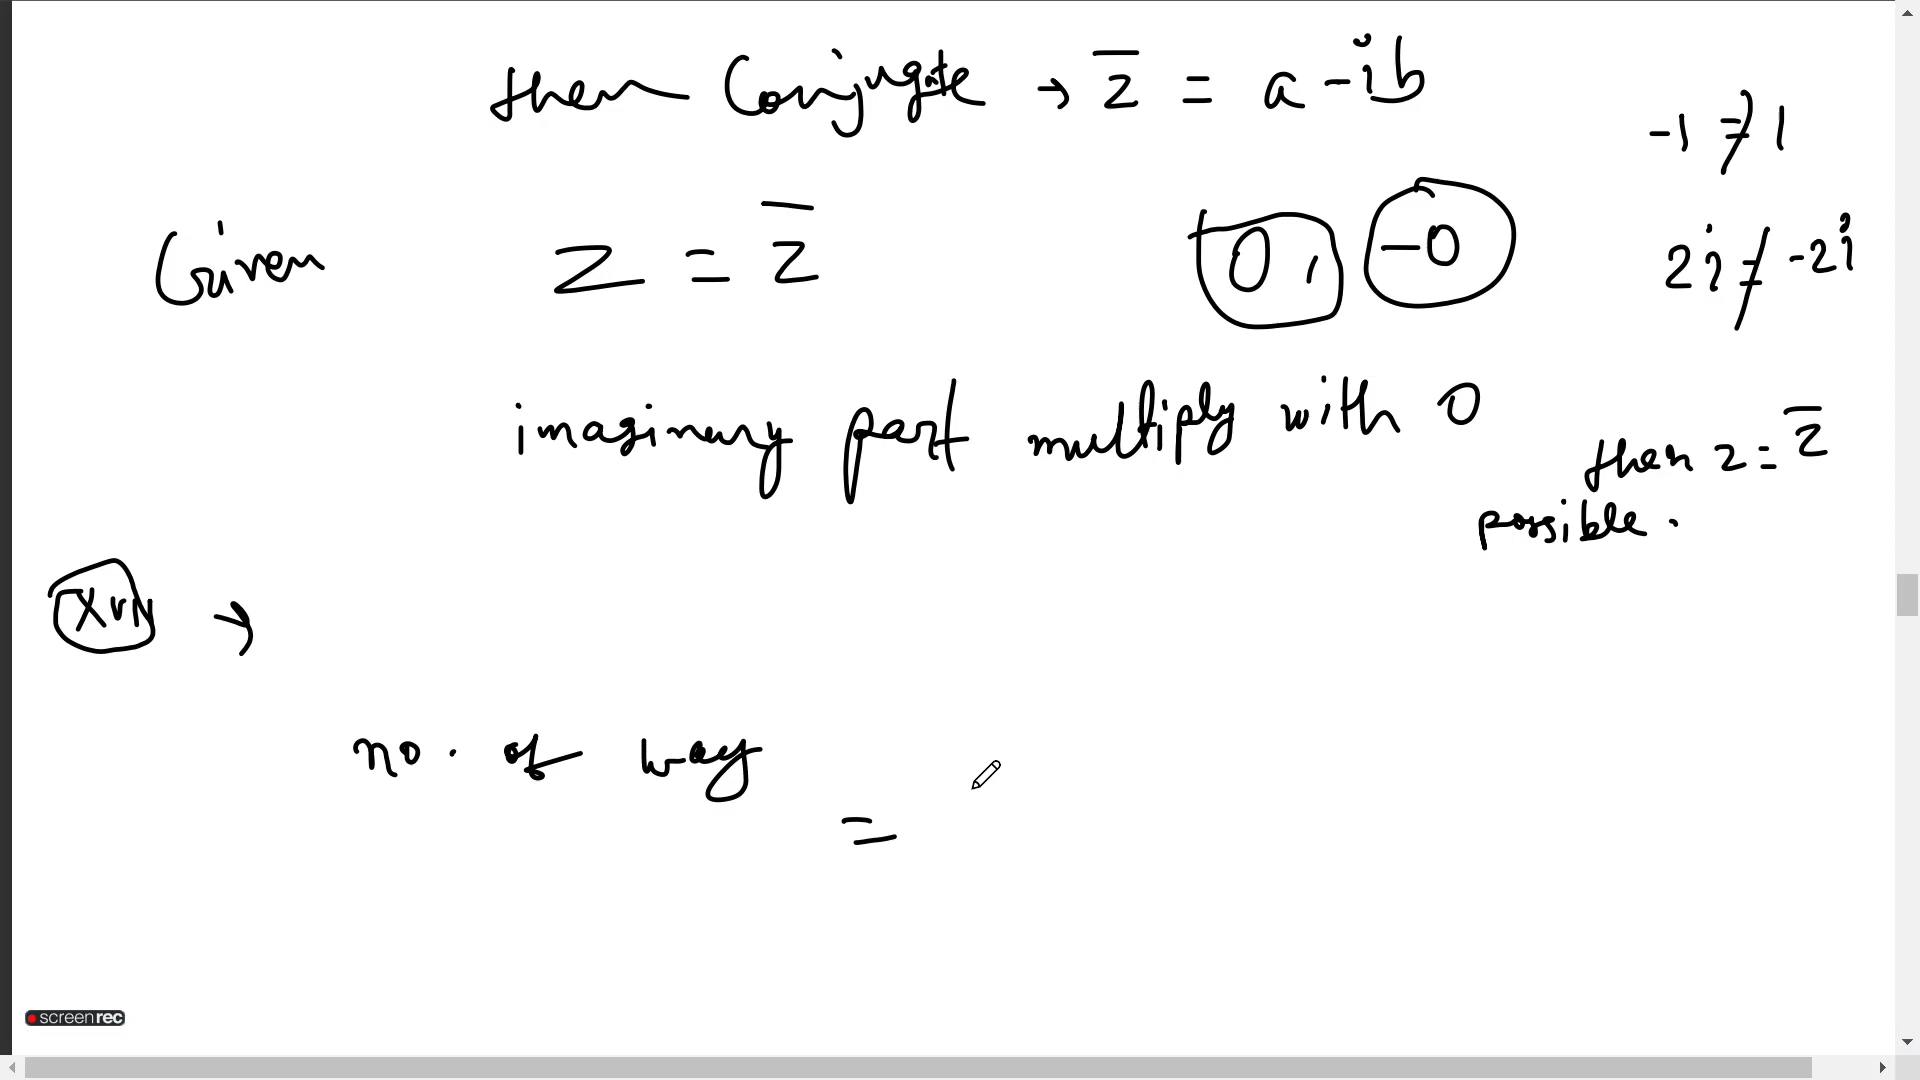 then Conjugate → z̅ = a - ib
-1 ≠ 1
Given z = z̅
0, -0
2i ≠ -2i
imaginary part multiply with 0
then z = z̅
possible.
→
no. of way
=
screenrec